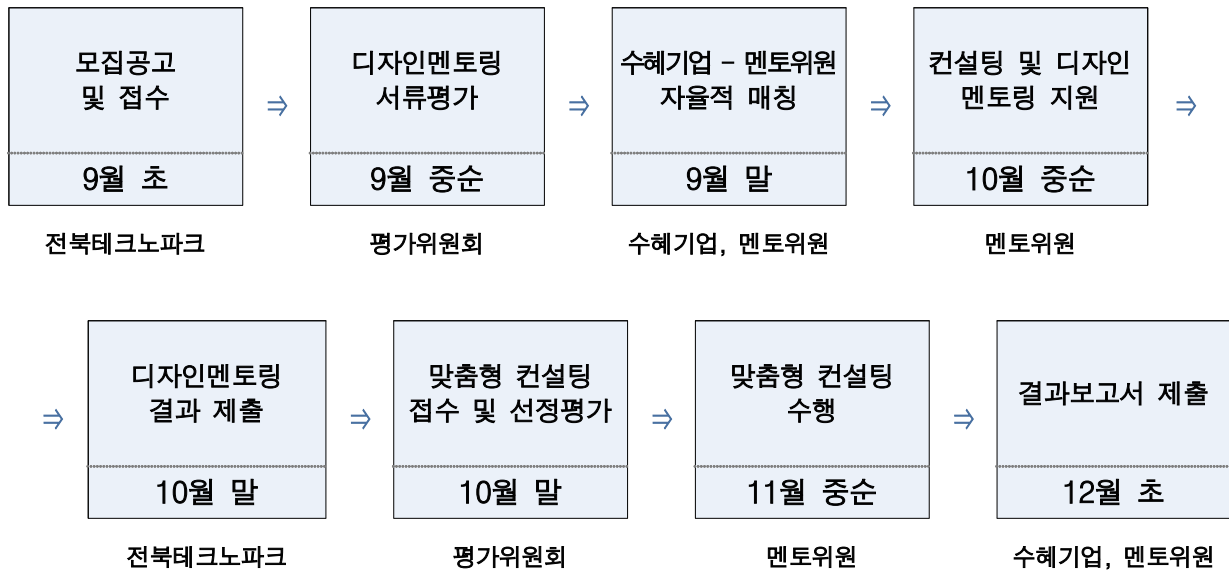 모집공고
및 접수
9월 초
전북테크노파크
디자인멘토링
서류평가
9월 중순
평가위원회
수혜기업 – 멘토위원
자율적 매칭
9월 말
수혜기업, 멘토위원
컨설팅 및 디자인
멘토링 지원
10월 중순
멘토위원
디자인멘토링
결과 제출
10월 말
전북테크노파크
맞춤형 컨설팅
접수 및 선정평가
10월 말
평가위원회
맞춤형 컨설팅
수행
11월 중순
멘토위원
결과보고서 제출
12월 초
수혜기업, 멘토위원